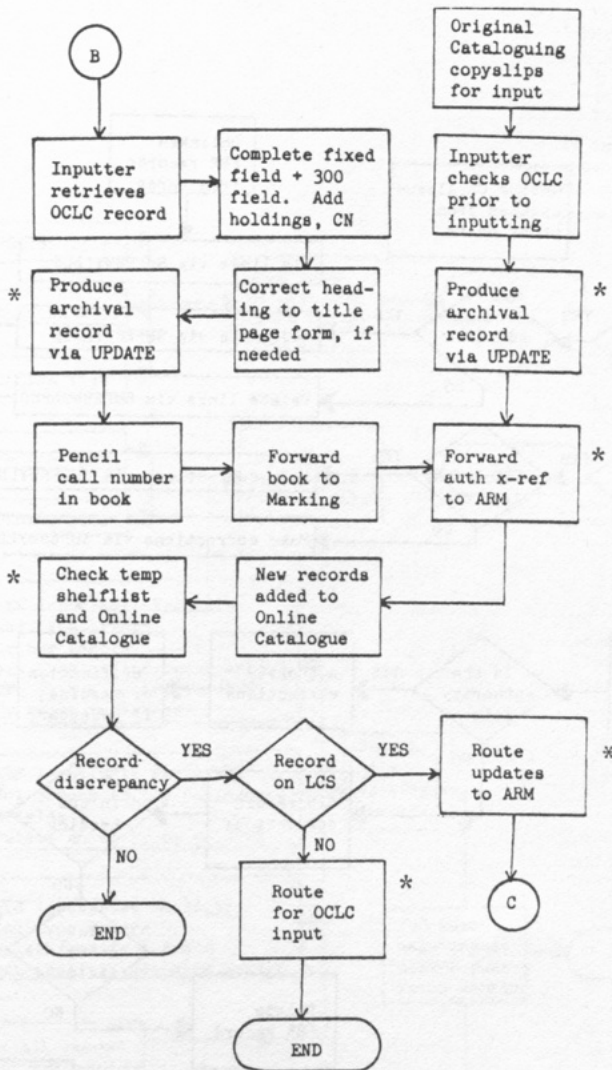 B
Original
Cataloguing
copyslips
for input
Inputter
retrieves
OCLC record
Complete fixed
field + 300
field. Add
holdings, CN
Inputter
checks OCLC
prior to
inputting
*
Produce
archival
record
via UPDATE
Correct head-
ing to title
page form, if
needed
Produce
archival
record
via UPDATE
*
Pencil
call number
in book
Forward
book to
Marking
Forward
auth x-ref
to ARM
*
*
Check temp
shelflist
and Online
Catalogue
New records
added to
Online
Catalogue
Record
discrepancy
YES
Record
on LCS
YES
Route
updates
to ARM
*
NO
NO
END
Route
for OCLC
input
*
C
END